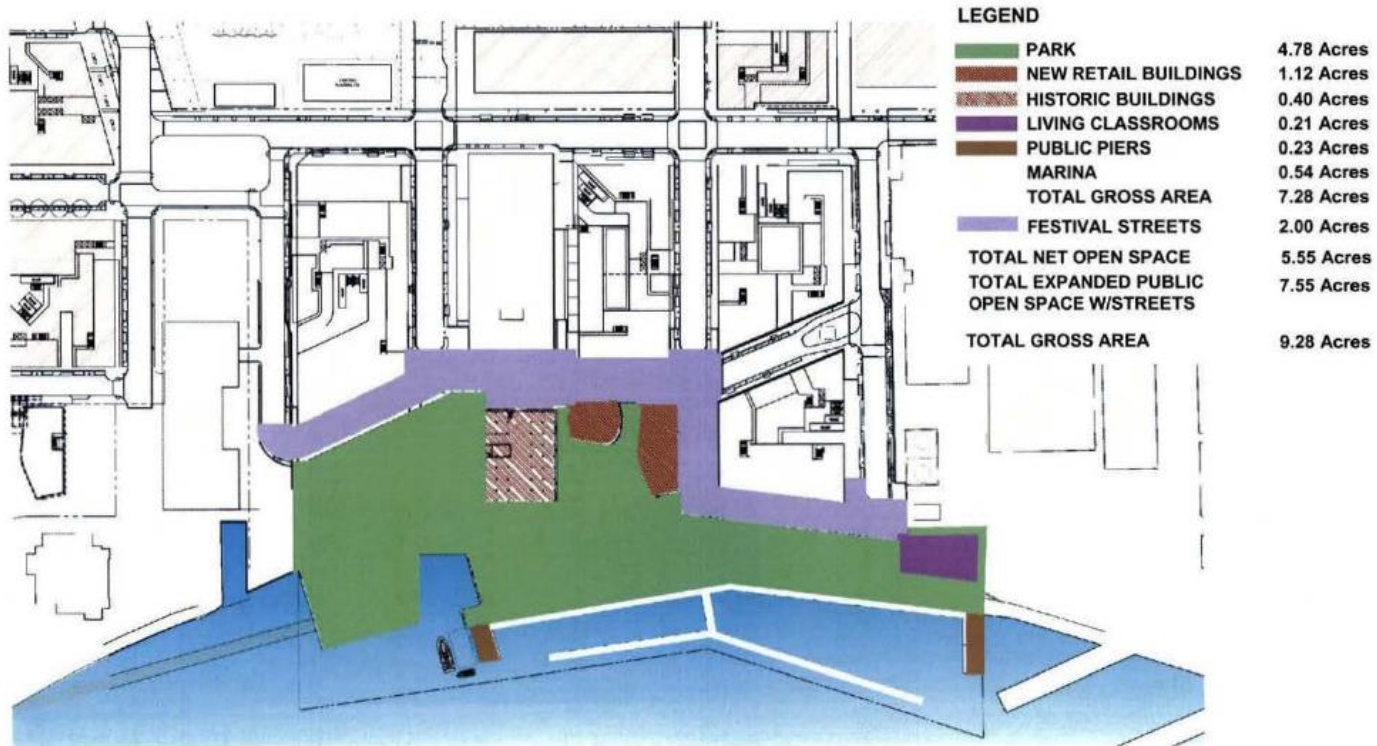 LEGEND
PARK 4.78 Acres
NEW RETAIL BUILDINGS 1.12 Acres
HISTORIC BUILDINGS 0.40 Acres
LIVING CLASSROOMS 0.21 Acres
PUBLIC PIERS 0.23 Acres
MARINA 0.54 Acres
TOTAL GROSS AREA 7.28 Acres
FESTIVAL STREETS 2.00 Acres
TOTAL NET OPEN SPACE 5.55 Acres
TOTAL EXPANDED PUBLIC 7.55 Acres
OPEN SPACE W/STREETS
TOTAL GROSS AREA 9.28 Acres